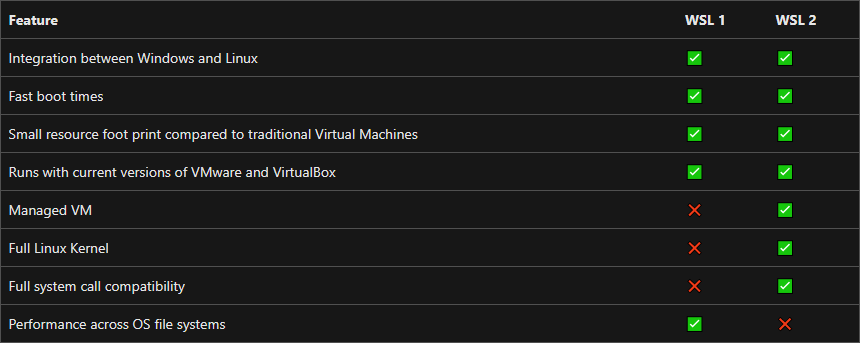 Feature WSL 1 WSL 2
Integration between Windows and Linux ✅ ✅
Fast boot times ✅ ✅
Small resource foot print compared to traditional Virtual Machines ✅ ✅
Runs with current versions of VMware and VirtualBox ✅ ✅
Managed VM ❌ ✅
Full Linux Kernel ❌ ✅
Full system call compatibility ❌ ✅
Performance across OS file systems ✅ ❌